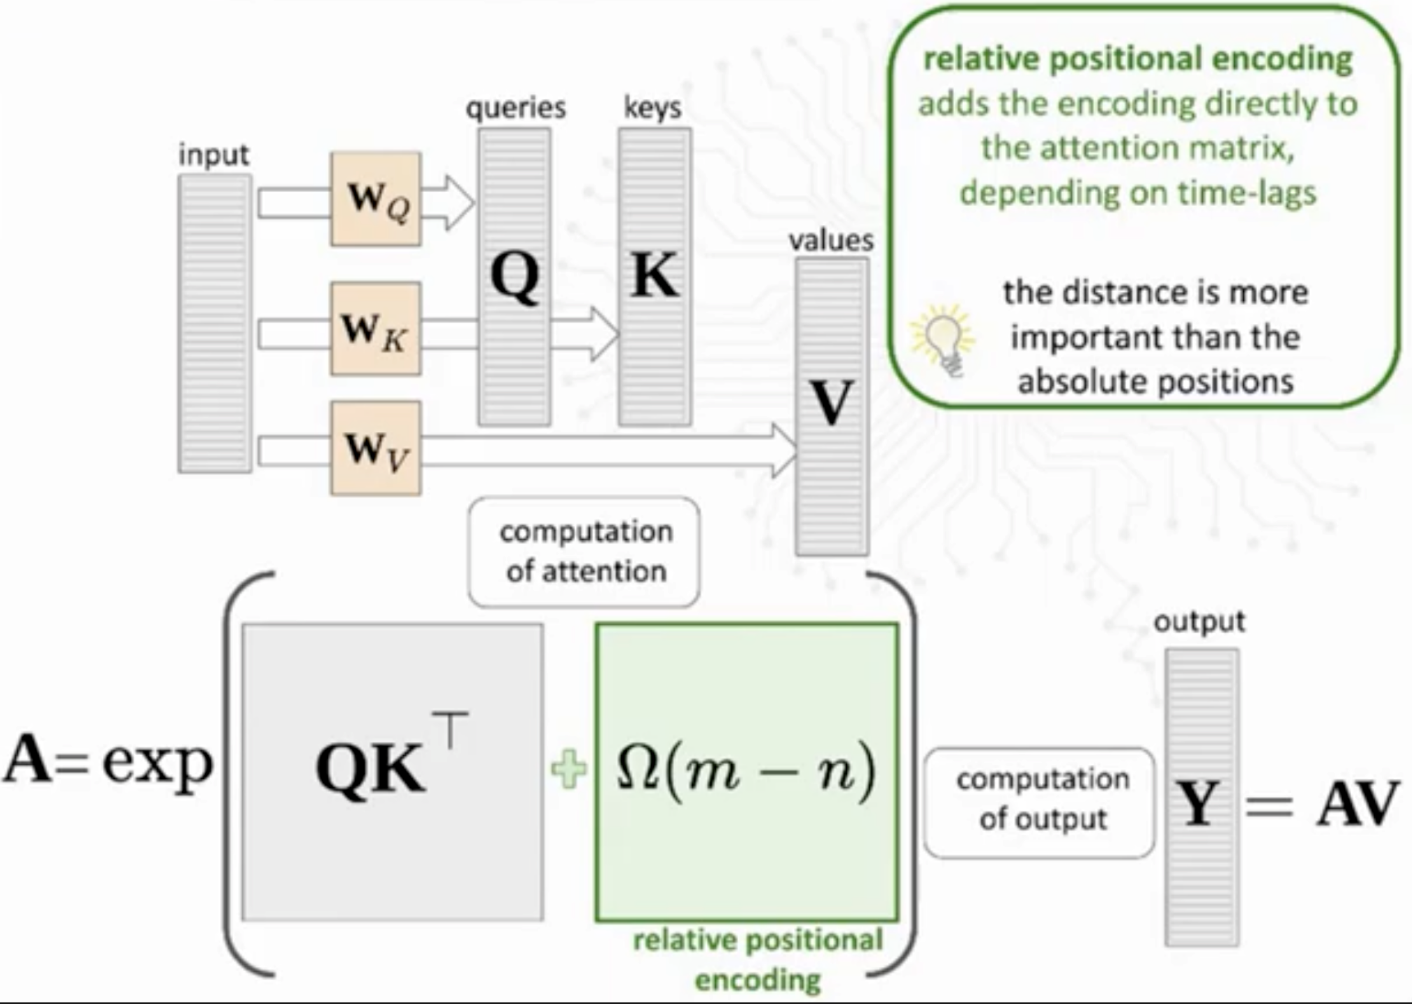 relative positional encoding
adds the encoding directly to
the attention matrix,
depending on time-lags
the distance is more
important than the
absolute positions
input
queries
keys
values
W_Q
W_K
W_V
Q
K
V
computation
of attention
A = exp
QK^⊤
+
Ω(m − n)
relative positional
encoding
computation
of output
output
Y = AV